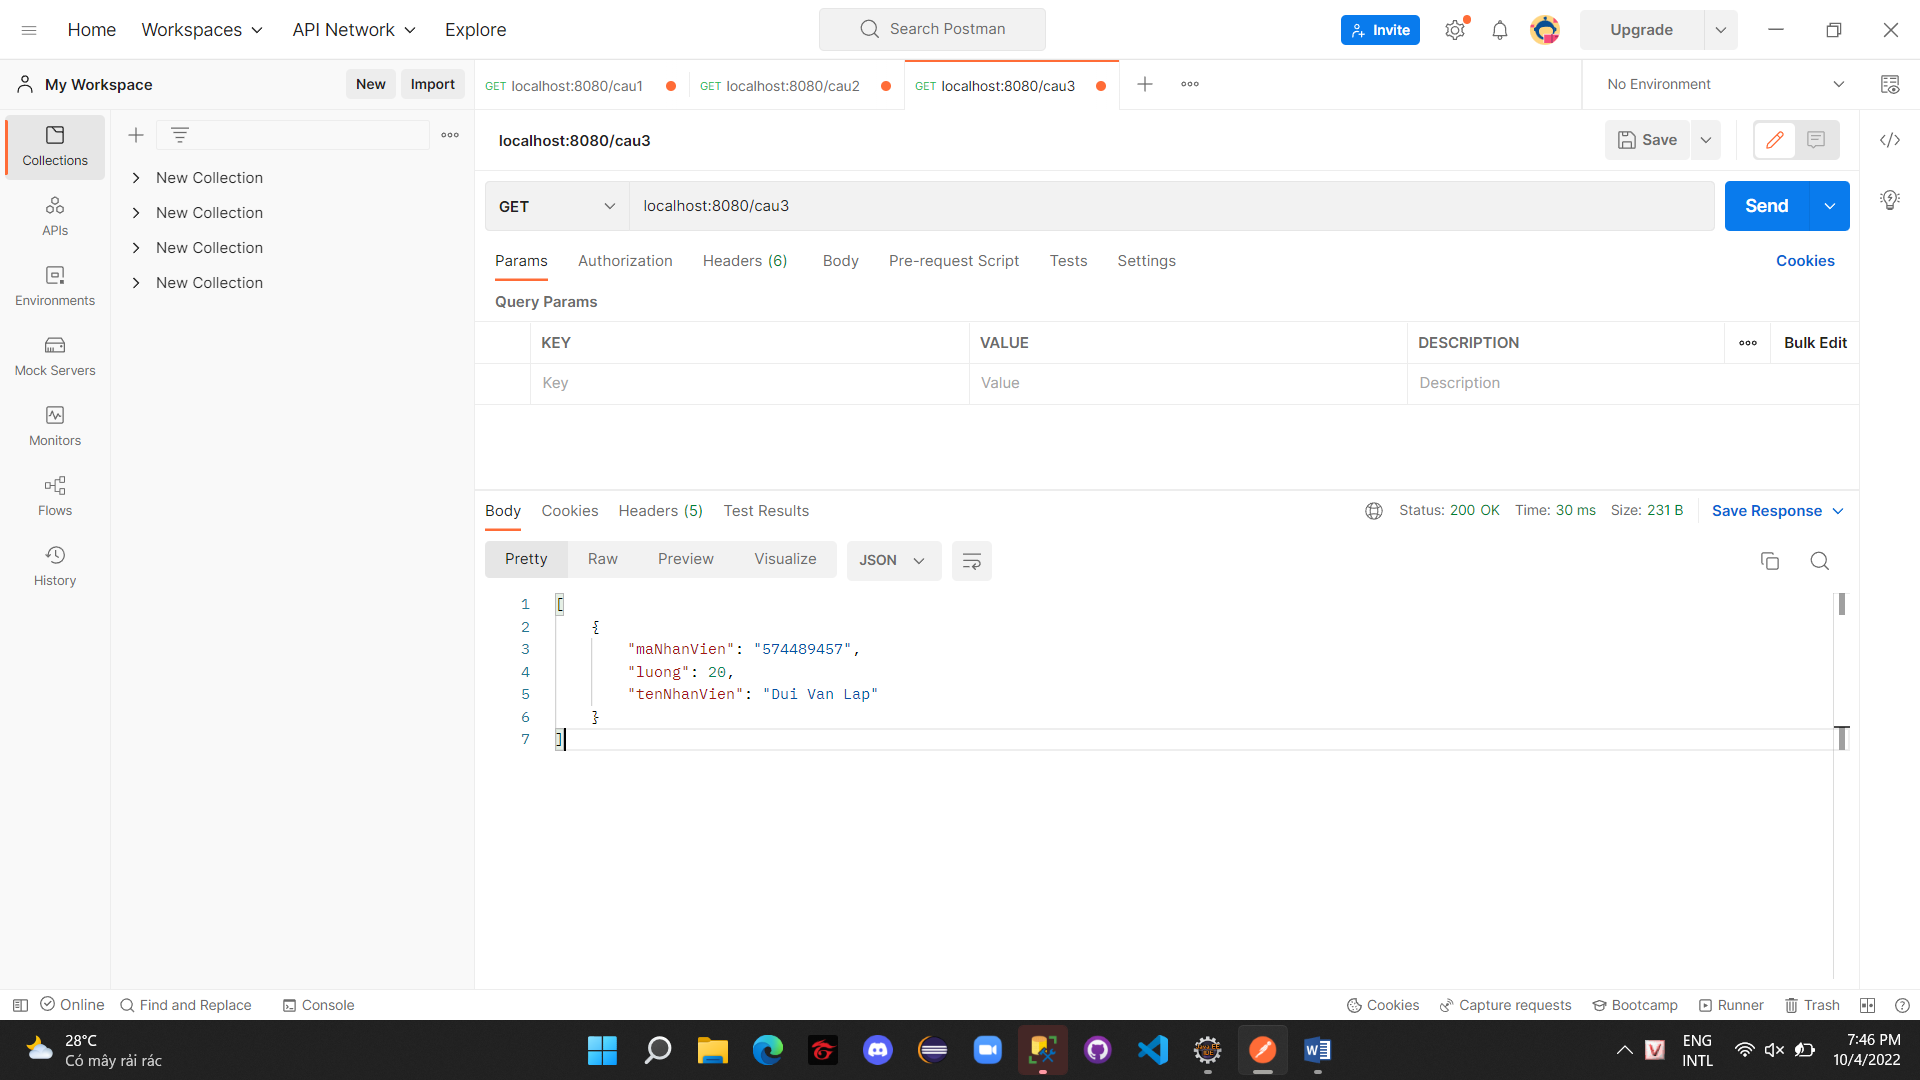 Home
Workspaces
API Network
Explore
Search Postman
Invite
Upgrade
My Workspace
New
Import
GET localhost:8080/cau1
GET localhost:8080/cau2
GET localhost:8080/cau3
No Environment
Collections
APIs
Environments
Mock Servers
Monitors
Flows
History
New Collection
New Collection
New Collection
New Collection
localhost:8080/cau3
Save
GET
localhost:8080/cau3
Send
Params
Authorization
Headers (6)
Body
Pre-request Script
Tests
Settings
Cookies
Query Params
KEY
VALUE
DESCRIPTION
Bulk Edit
Key
Value
Description
Body
Cookies
Headers (5)
Test Results
Status: 200 OK
Time: 30 ms
Size: 231 B
Save Response
Pretty
Raw
Preview
Visualize
JSON
1 [
2 {
3 "maNhanVien": "574489457",
4 "luong": 20,
5 "tenNhanVien": "Dui Van Lap"
6 }
7 ]
Online
Find and Replace
Console
Cookies
Capture requests
Bootcamp
Runner
Trash
28°C
Có mây rải rác
ENG
INTL
7:46 PM
10/4/2022